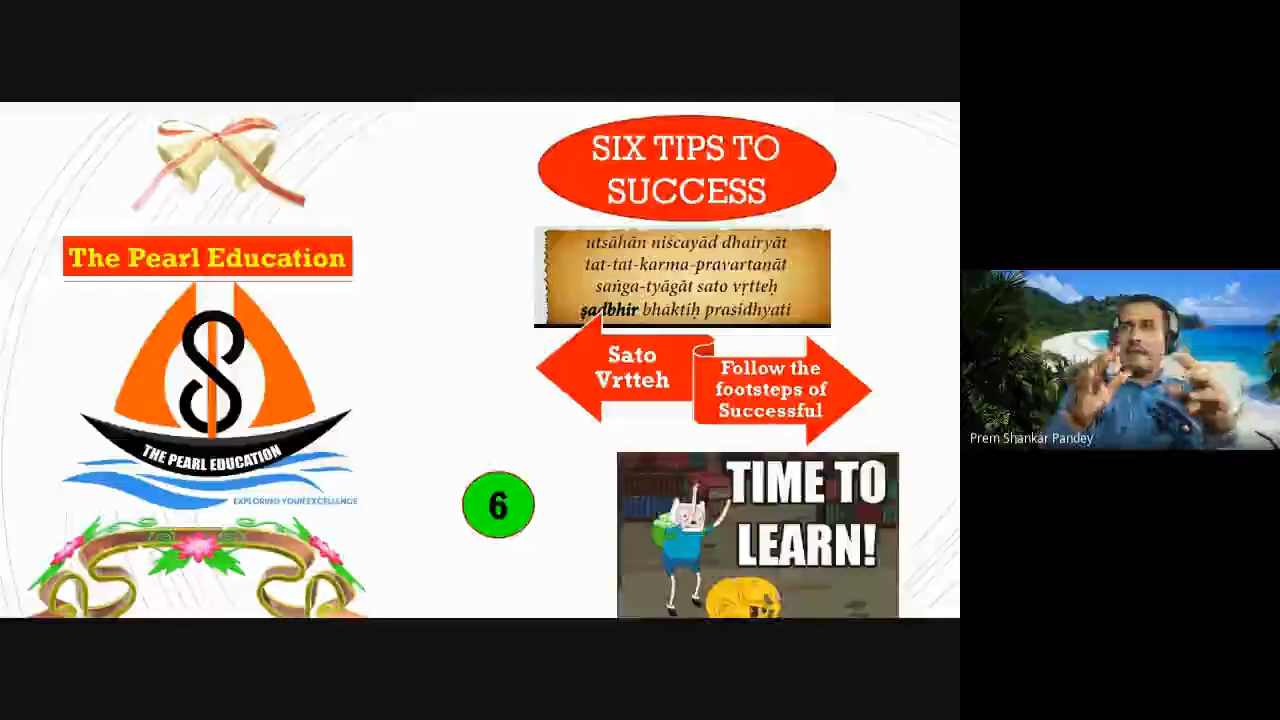 SIX TIPS TO
SUCCESS
utsāhān niścayād dhairyāt
tat-tat-karma-pravartanāt
saṅga-tyāgāt sato vṛtteḥ
ṣaḍbhir bhaktiḥ prasidhyati
The Pearl Education
THE PEARL EDUCATION
EXPLORING YOUR EXCELLENCE
Sato
Vrtteh
Follow the
footsteps of
Successful
6
TIME TO
LEARN!
Prem Shankar Pandey